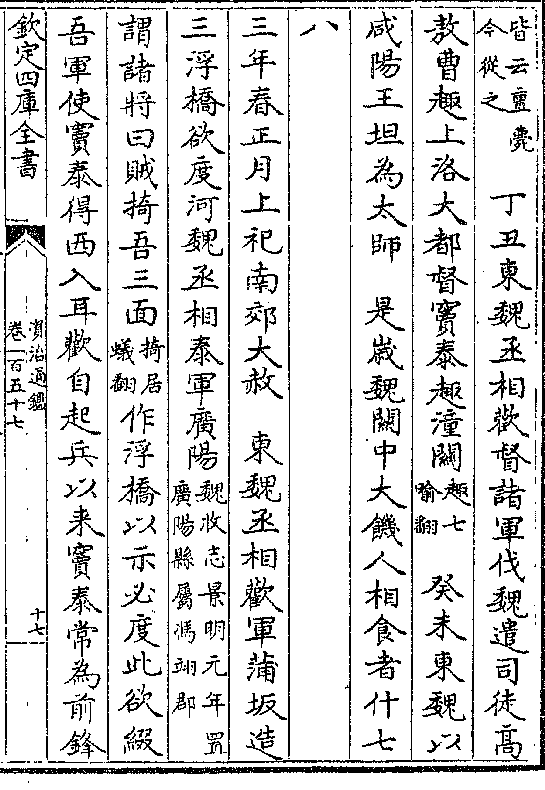 皆云亶甍
今從之
丁丑東魏丞相歡督諸軍伐魏遣司徒高
敖曹趣上洛大都督竇泰趣潼關
趣七
喻翻
癸未東魏以
咸陽王坦為太師　是歲魏關中大饑人相食者什七
八
三年春正月上祀南郊大赦　東魏丞相歡軍蒲坂造
三浮橋欲度河魏丞相泰軍廣陽
魏收志景明元年置
廣陽縣屬馮翊郡
謂諸將曰賊掎吾三面
掎居
蟻翻
作浮橋以示必度此欲綴
吾軍使竇泰得西入耳歡自起兵以來竇泰常為前鋒
欽定四庫全書
資治通鑑
卷一百五十七
十七